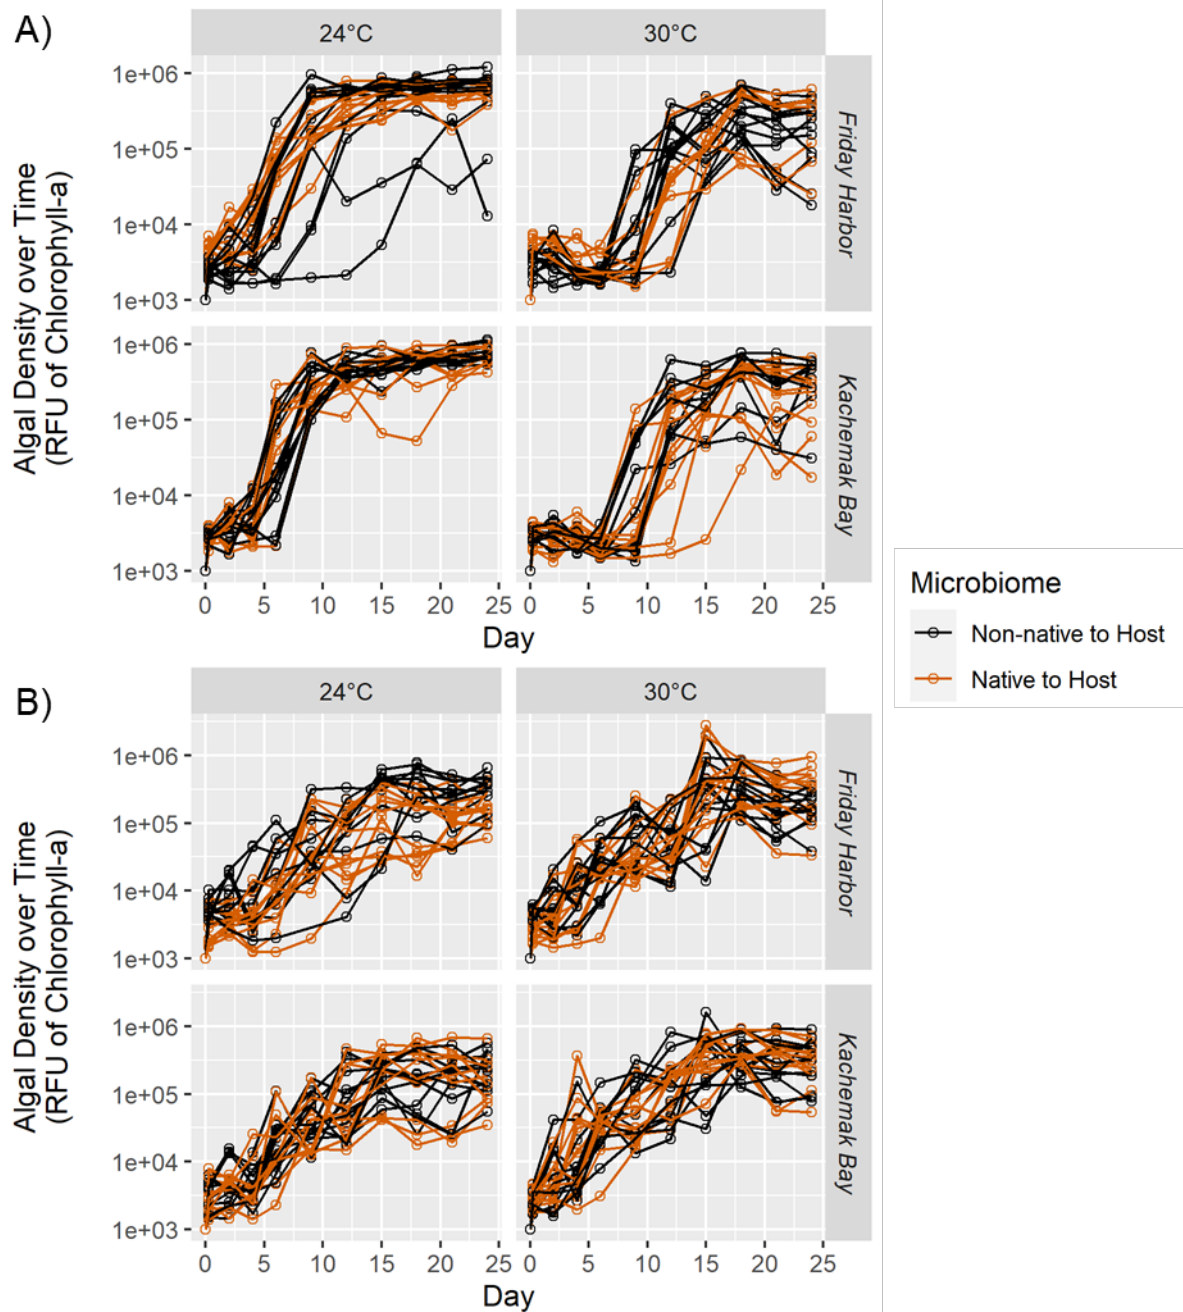 A)
24°C
30°C
1e+06
1e+05
1e+04
1e+03
Friday Harbor
1e+06
1e+05
1e+04
1e+03
Kachemak Bay
Algal Density over Time
(RFU of Chlorophyll-a)
0 5 10 15 20 25
0 5 10 15 20 25
Day
Microbiome
Non-native to Host
Native to Host
B)
24°C
30°C
1e+06
1e+05
1e+04
1e+03
Friday Harbor
1e+06
1e+05
1e+04
1e+03
Kachemak Bay
Algal Density over Time
(RFU of Chlorophyll-a)
0 5 10 15 20 25
0 5 10 15 20 25
Day